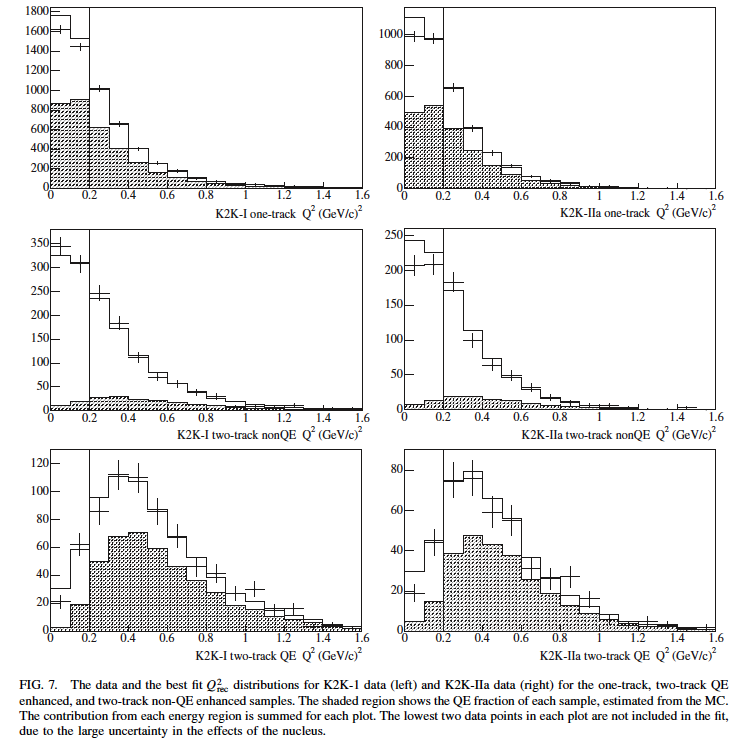 1800
1600
1400
1200
1000
800
600
400
200
0
0 0.2 0.4 0.6 0.8 1 1.2 1.4 1.6
K2K-I one-track Q2 (GeV/c)2
1000
800
600
400
200
0
0 0.2 0.4 0.6 0.8 1 1.2 1.4 1.6
K2K-IIa one-track Q2 (GeV/c)2
350
300
250
200
150
100
50
0
0 0.2 0.4 0.6 0.8 1 1.2 1.4 1.6
K2K-I two-track nonQE Q2 (GeV/c)2
250
200
150
100
50
0
0 0.2 0.4 0.6 0.8 1 1.2 1.4 1.6
K2K-IIa two-track nonQE Q2 (GeV/c)2
120
100
80
60
40
20
0
0 0.2 0.4 0.6 0.8 1 1.2 1.4 1.6
K2K-I two-track QE Q2 (GeV/c)2
80
60
40
20
0
0 0.2 0.4 0.6 0.8 1 1.2 1.4 1.6
K2K-IIa two-track QE Q2 (GeV/c)2
FIG. 7. The data and the best fit Q2rec distributions for K2K-1 data (left) and K2K-IIa data (right) for the one-track, two-track QE
enhanced, and two-track non-QE enhanced samples. The shaded region shows the QE fraction of each sample, estimated from the MC.
The contribution from each energy region is summed for each plot. The lowest two data points in each plot are not included in the fit,
due to the large uncertainty in the effects of the nucleus.